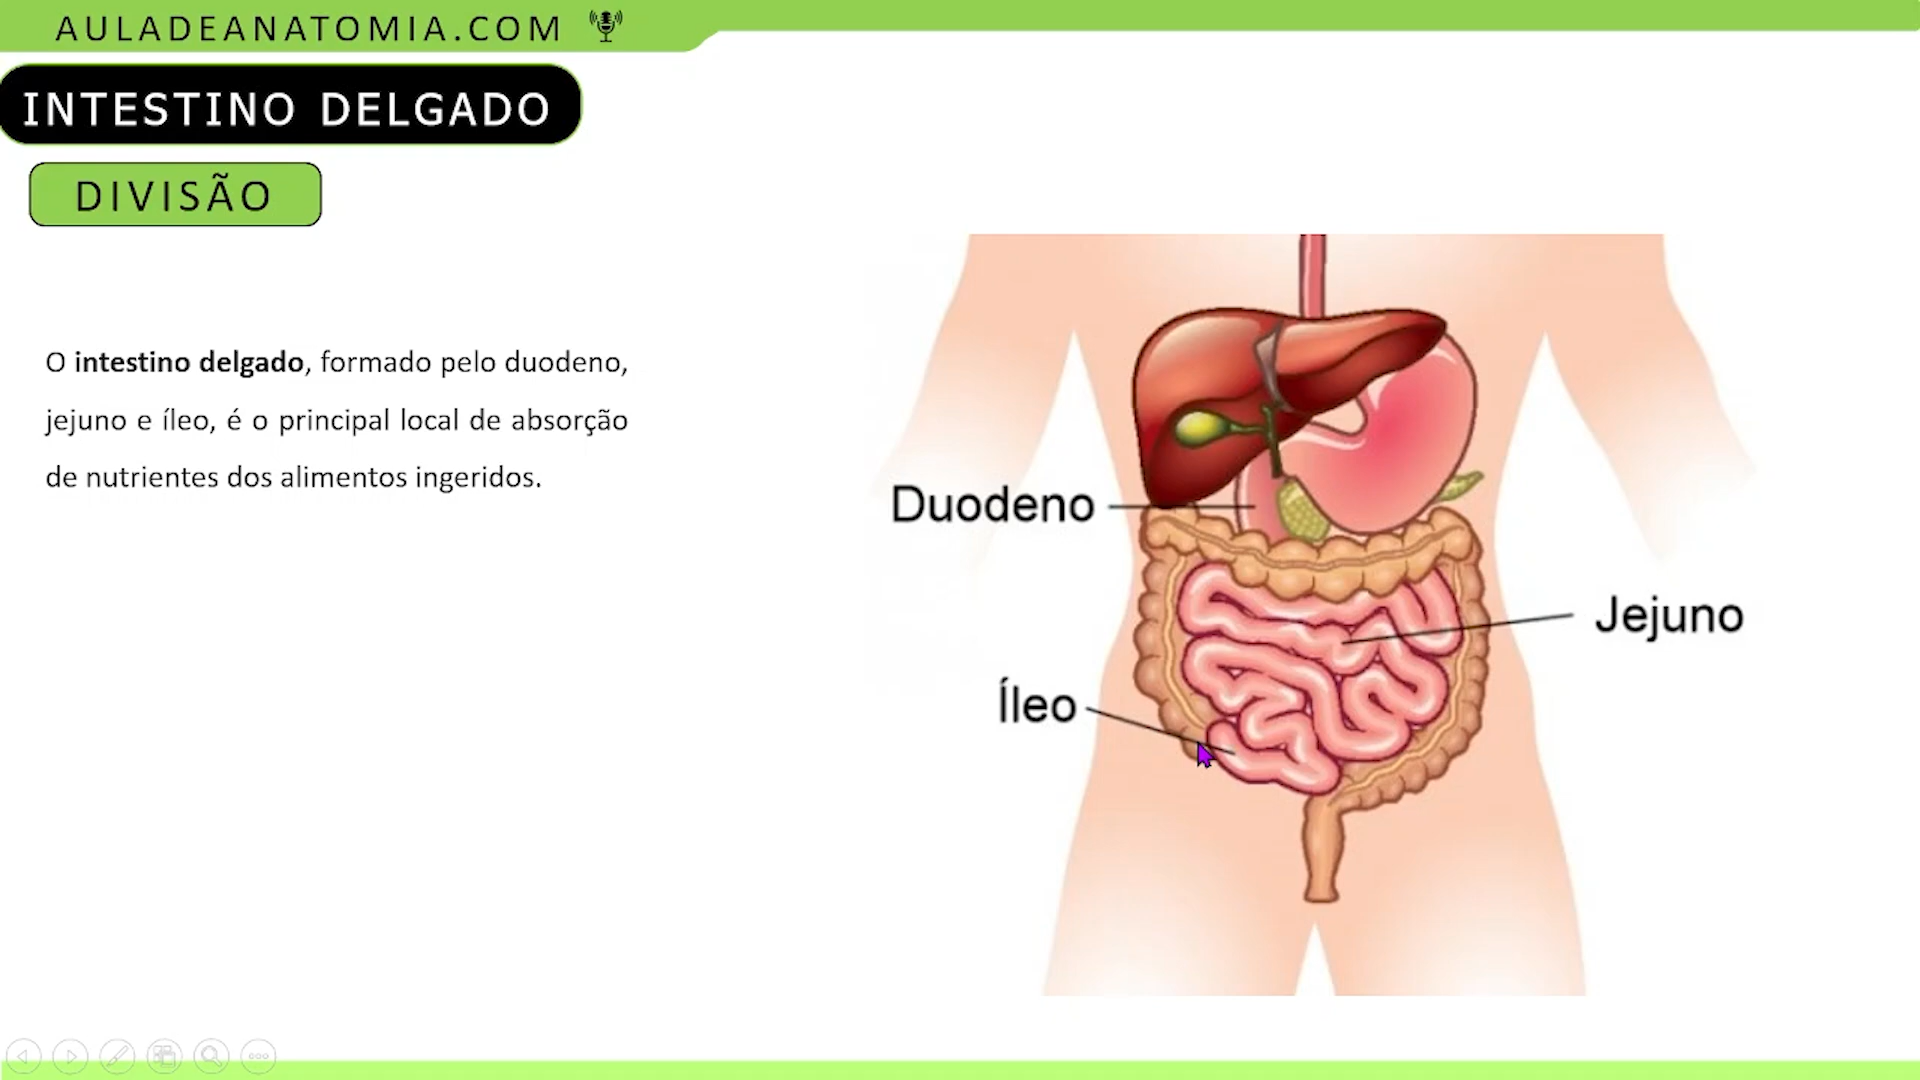 AULADEANATOMIA.COM
INTESTINO DELGADO
DIVISÃO
O intestino delgado, formado pelo duodeno,
jejuno e íleo, é o principal local de absorção
de nutrientes dos alimentos ingeridos.
Duodeno
Jejuno
Íleo